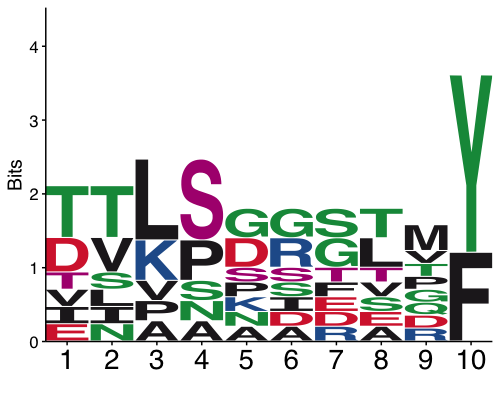 Bits
4
3
2
1
0
T D T V I E
T V S L I N
L K V P A
S P S N A
G D S P K N A
G R S S I D A
S G T F E E R
T L T V S E A
M V T P G Q D R
Y F
1 2 3 4 5 6 7 8 9 10